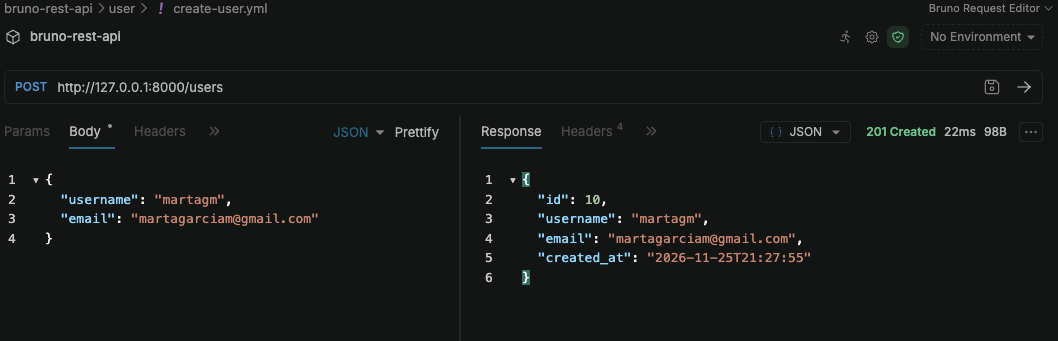 bruno-rest-api > user > ! create-user.yml
Bruno Request Editor
bruno-rest-api
No Environment
POST http://127.0.0.1:8000/users
Params Body Headers JSON Prettify
1 {
2 "username": "martagm",
3 "email": "martagarciam@gmail.com"
4 }
Response Headers 4 {} JSON 201 Created 22ms 98B
1 {
2 "id": 10,
3 "username": "martagm",
4 "email": "martagarciam@gmail.com",
5 "created_at": "2026-11-25T21:27:55"
6 }